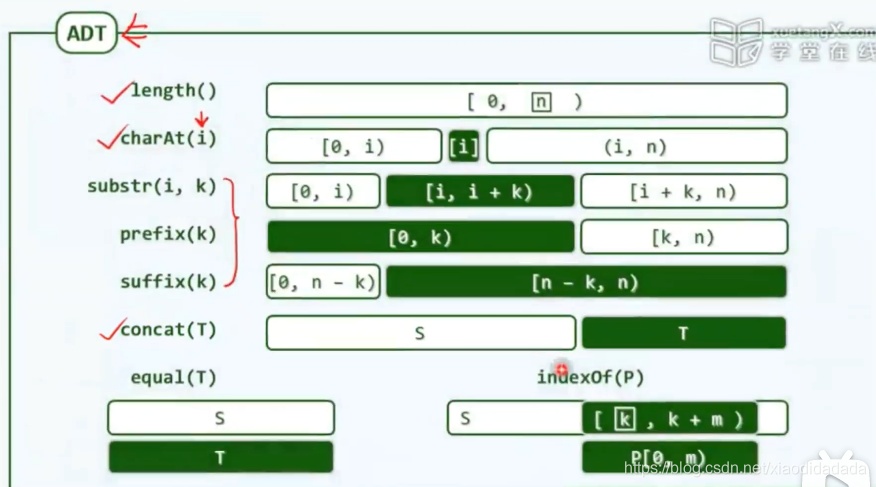 ADT
xuetangX.com
学堂在线
length()
[ 0, n )
charAt(i)
[0, i) [i] (i, n)
substr(i, k)
[0, i) [i, i + k) [i + k, n)
prefix(k)
[0, k) [k, n)
suffix(k)
[0, n - k) [n - k, n)
concat(T)
S T
equal(T) indexOf(P)
S S [ k , k + m )
T P[0, m)
https://blog.csdn.net/xiaodidadada